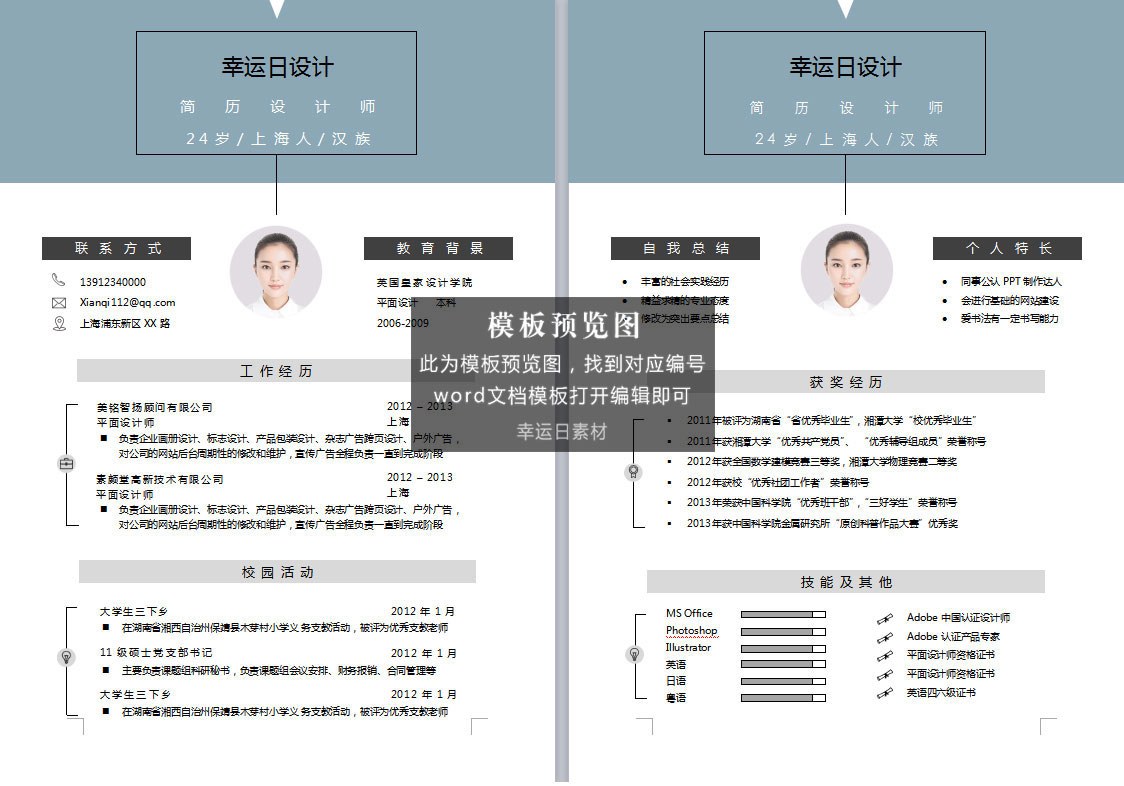 幸运日设计
简历设计师
24岁/上海人/汉族
联系方式
13912340000
Xianqi112@qq.com
上海浦东新区 XX 路
教育背景
英国皇家设计学院
平面设计 本科
2006-2009
工作经历
美铭智扬顾问有限公司 2012 – 2013
平面设计师 上海
■ 负责企业画册设计、标志设计、产品包装设计、杂志广告跨页设计、户外广告，
对公司的网站后台周期性的修改和维护，宣传广告全程负责一直到完成阶段
素颜堂高新技术有限公司 2012 – 2013
平面设计师 上海
■ 负责企业画册设计、标志设计、产品包装设计、杂志广告跨页设计、户外广告，
对公司的网站后台周期性的修改和维护，宣传广告全程负责一直到完成阶段
校园活动
大学生三下乡 2012 年 1 月
■ 在湖南省湘西自治州保靖县木芽村小学义务支教活动，被评为优秀支教老师
11 级硕士党支部书记 2012 年 1 月
■ 主要负责课题组科研秘书，负责课题组会议安排、财务报销、合同管理等
大学生三下乡 2012 年 1 月
■ 在湖南省湘西自治州保靖县木芽村小学义务支教活动，被评为优秀支教老师
模板预览图
此为模板预览图，找到对应编号
word文档模板打开编辑即可
幸运日素材
幸运日设计
简历设计师
24岁/上海人/汉族
自我总结
• 丰富的社会实践经历
• 精益求精的专业态度
修改为突出要点总结
个人特长
• 同事公认 PPT 制作达人
• 会进行基础的网站建设
• 爱书法有一定书写能力
获奖经历
▪ 2011年被评为湖南省“省优秀毕业生”，湘潭大学“校优秀毕业生”
▪ 2011年获湘潭大学“优秀共产党员”、“优秀辅导组成员”荣誉称号
▪ 2012年获全国数学建模竞赛三等奖，湘潭大学物理竞赛二等奖
▪ 2012年获校“优秀社团工作者”荣誉称号
▪ 2013年荣获中国科学院“优秀班干部”，“三好学生”荣誉称号
▪ 2013年获中国科学院金属研究所“原创科普作品大赛”优秀奖
技能及其他
MS Office
Photoshop
Illustrator
英语
日语
粤语
Adobe 中国认证设计师
Adobe 认证产品专家
平面设计师资格证书
平面设计师资格证书
英语四六级证书